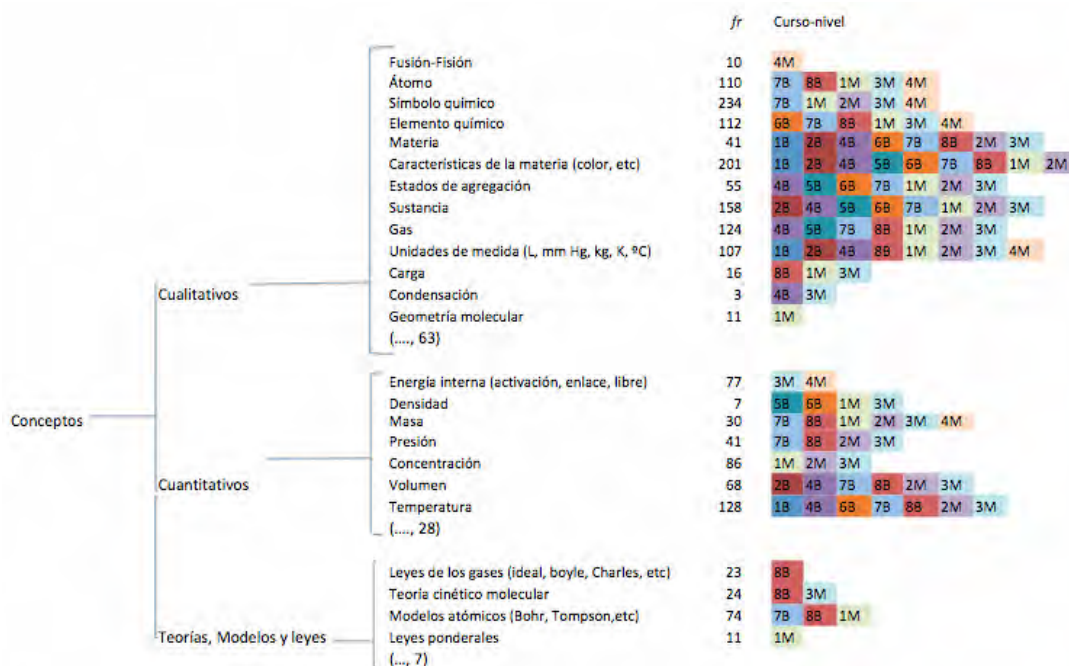 fr Curso-nivel
Fusión-Fisión 10 4M
Átomo 110 7B 8B 1M 3M 4M
Símbolo químico 234 7B 1M 2M 3M 4M
Elemento químico 112 6B 7B 8B 1M 3M 4M
Materia 41 1B 2B 4B 6B 7B 8B 2M 3M
Características de la materia (color, etc) 201 1B 2B 4B 5B 6B 7B 8B 1M 2M
Estados de agregación 55 4B 5B 6B 7B 1M 2M 3M
Sustancia 158 2B 4B 5B 6B 7B 1M 2M 3M
Gas 124 4B 5B 7B 8B 1M 2M 3M
Unidades de medida (L, mm Hg, kg, K, ºC) 107 1B 2B 4B 8B 1M 2M 3M 4M
Carga 16 8B 1M 3M
Cualitativos
Condensación 3 4B 3M
Geometría molecular 11 1M
(...., 63)
Energía interna (activación, enlace, libre) 77 3M 4M
Densidad 7 5B 6B 1M 3M
Conceptos
Masa 30 7B 8B 1M 2M 3M 4M
Presión 41 7B 8B 2M 3M
Concentración 86 1M 2M 3M
Cuantitativos
Volumen 68 2B 4B 7B 8B 2M 3M
Temperatura 128 1B 4B 6B 7B 8B 2M 3M
(...., 28)
Leyes de los gases (ideal, boyle, Charles, etc) 23 8B
Teoría cinético molecular 24 8B 3M
Modelos atómicos (Bohr, Tompson,etc) 74 7B 8B 1M
Teorías, Modelos y leyes
Leyes ponderales 11 1M
(..., 7)